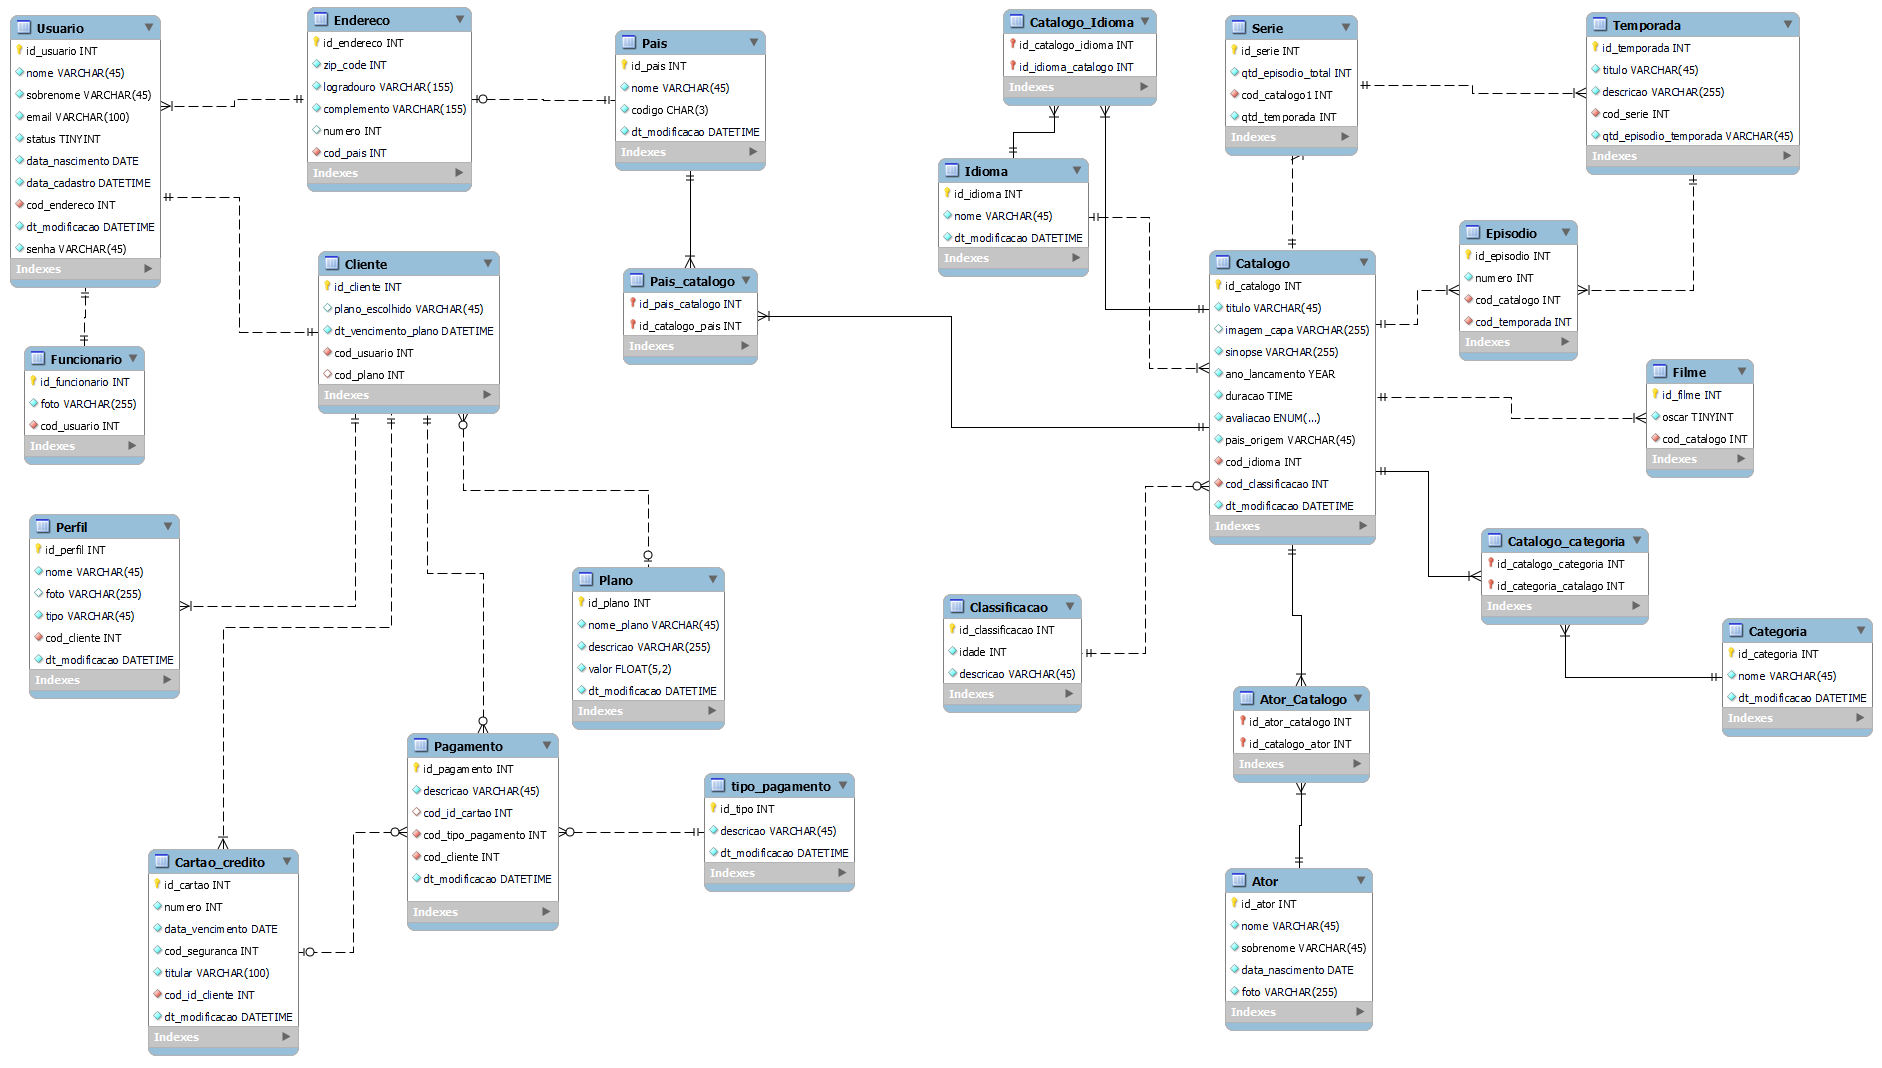 Usuario
id_usuario INT
nome VARCHAR(45)
sobrenome VARCHAR(45)
email VARCHAR(100)
status TINYINT
data_nascimento DATE
data_cadastro DATETIME
cod_endereco INT
dt_modificacao DATETIME
senha VARCHAR(45)
Indexes
Endereco
id_endereco INT
zip_code INT
logradouro VARCHAR(155)
complemento VARCHAR(155)
numero INT
cod_pais INT
Indexes
Pais
id_pais INT
nome VARCHAR(45)
codigo CHAR(3)
dt_modificacao DATETIME
Indexes
Catalogo_Idioma
id_catalogo_idioma INT
id_idioma_catalogo INT
Indexes
Serie
id_serie INT
qtd_episodio_total INT
cod_catalogo1 INT
qtd_temporada INT
Indexes
Temporada
id_temporada INT
titulo VARCHAR(45)
descricao VARCHAR(255)
cod_serie INT
qtd_episodio_temporada VARCHAR(45)
Indexes
Idioma
id_idioma INT
nome VARCHAR(45)
dt_modificacao DATETIME
Indexes
Episodio
id_episodio INT
numero INT
cod_catalogo INT
cod_temporada INT
Indexes
Cliente
id_cliente INT
plano_escolhido VARCHAR(45)
dt_vencimento_plano DATETIME
cod_usuario INT
cod_plano INT
Indexes
Pais_catalogo
id_pais_catalogo INT
id_catalogo_pais INT
Indexes
Catalogo
id_catalogo INT
titulo VARCHAR(45)
imagem_capa VARCHAR(255)
sinopse VARCHAR(255)
ano_lancamento YEAR
duracao TIME
avaliacao ENUM(...)
pais_origem VARCHAR(45)
cod_idioma INT
cod_classificacao INT
dt_modificacao DATETIME
Indexes
Funcionario
id_funcionario INT
foto VARCHAR(255)
cod_usuario INT
Indexes
Filme
id_filme INT
oscar TINYINT
cod_catalogo INT
Indexes
Perfil
id_perfil INT
nome VARCHAR(45)
foto VARCHAR(255)
tipo VARCHAR(45)
cod_cliente INT
dt_modificacao DATETIME
Indexes
Plano
id_plano INT
nome_plano VARCHAR(45)
descricao VARCHAR(255)
valor FLOAT(5,2)
dt_modificacao DATETIME
Indexes
Classificacao
id_classificacao INT
idade INT
descricao VARCHAR(45)
Indexes
Catalogo_categoria
id_catalogo_categoria INT
id_categoria_catalago INT
Indexes
Categoria
id_categoria INT
nome VARCHAR(45)
dt_modificacao DATETIME
Indexes
Ator_Catalogo
id_ator_catalogo INT
id_catalogo_ator INT
Indexes
Pagamento
id_pagamento INT
descricao VARCHAR(45)
cod_id_cartao INT
cod_tipo_pagamento INT
cod_cliente INT
dt_modificacao DATETIME
Indexes
tipo_pagamento
id_tipo INT
descricao VARCHAR(45)
dt_modificacao DATETIME
Indexes
Cartao_credito
id_cartao INT
numero INT
data_vencimento DATE
cod_seguranca INT
titular VARCHAR(100)
cod_id_cliente INT
dt_modificacao DATETIME
Indexes
Ator
id_ator INT
nome VARCHAR(45)
sobrenome VARCHAR(45)
data_nascimento DATE
foto VARCHAR(255)
Indexes